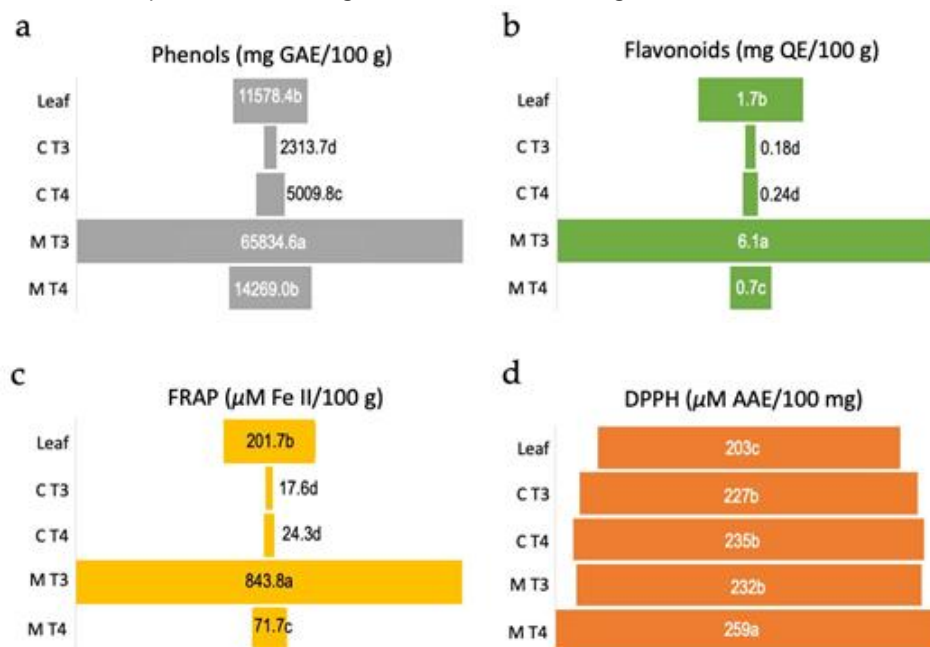 a
Phenols (mg GAE/100 g)
Leaf 11578.4b
C T3 2313.7d
C T4 5009.8c
M T3 65834.6a
M T4 14269.0b
b
Flavonoids (mg QE/100 g)
1.7b
0.18d
0.24d
6.1a
0.7c
Leaf
C T3
C T4
M T3
M T4
c
FRAP (µM Fe II/100 g)
Leaf 201.7b
C T3 17.6d
C T4 24.3d
M T3 843.8a
M T4 71.7c
d
DPPH (µM AAE/100 mg)
Leaf 203c
C T3 227b
C T4 235b
M T3 232b
M T4 259a